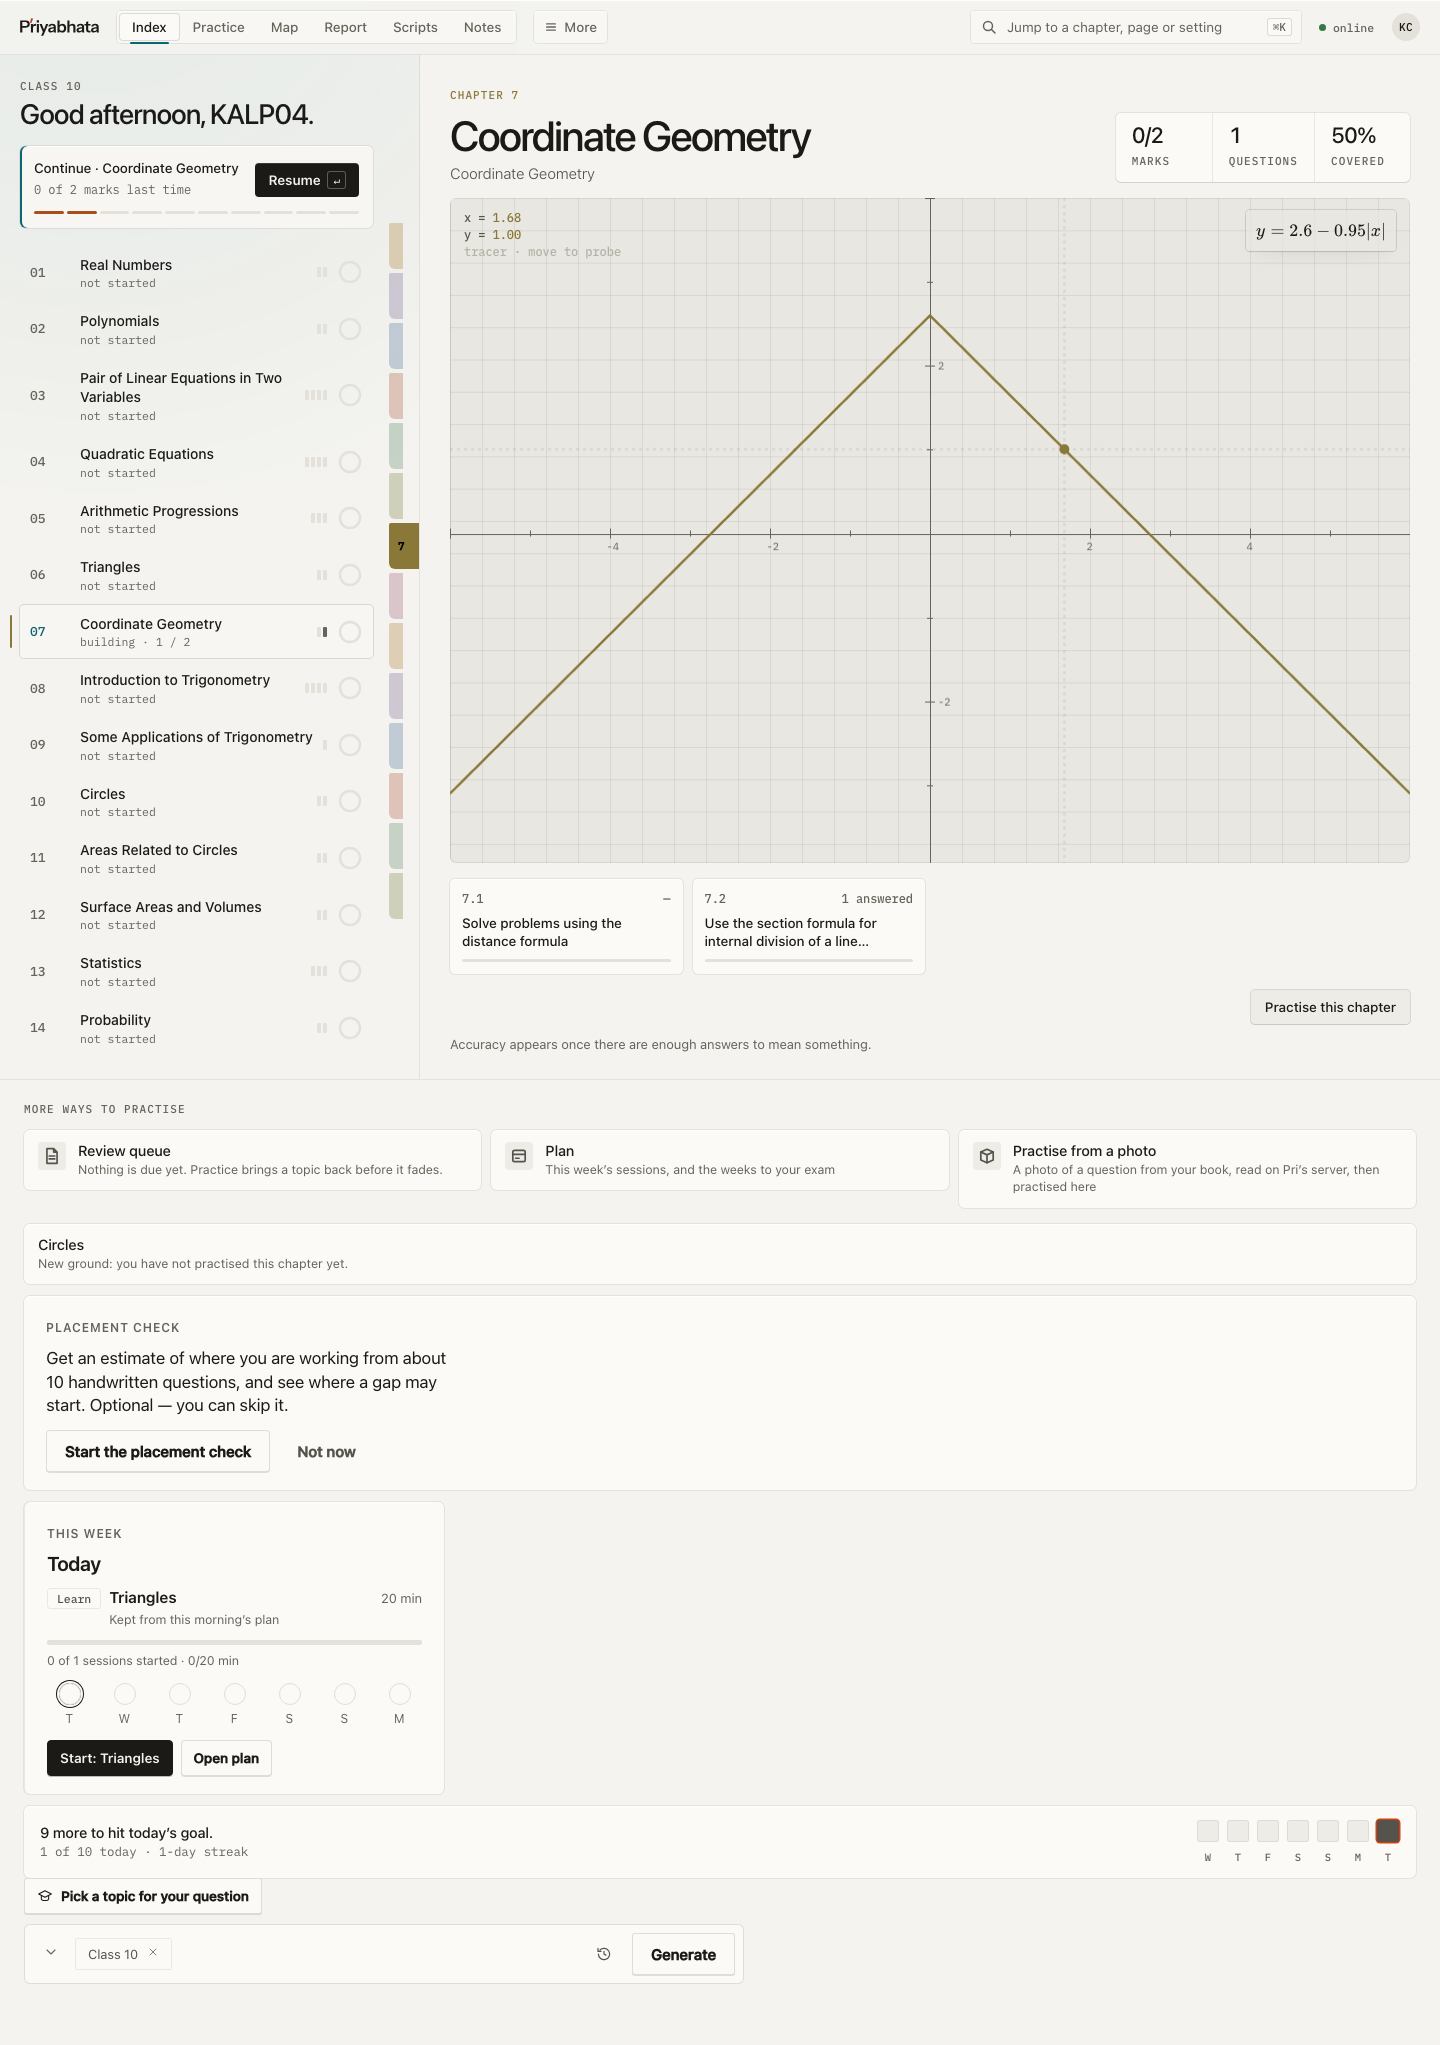 Priyabhata
Index
Practice
Map
Report
Scripts
Notes
More
Jump to a chapter, page or setting
⌘K
online
KC
CLASS 10
Good afternoon, KALP04.
Continue · Coordinate Geometry
0 of 2 marks last time
Resume ↵
01 Real Numbers
not started
02 Polynomials
not started
03 Pair of Linear Equations in Two
Variables
not started
04 Quadratic Equations
not started
05 Arithmetic Progressions
not started
06 Triangles
not started
07 Coordinate Geometry
building · 1 / 2
08 Introduction to Trigonometry
not started
09 Some Applications of Trigonometry
not started
10 Circles
not started
11 Areas Related to Circles
not started
12 Surface Areas and Volumes
not started
13 Statistics
not started
14 Probability
not started
7
CHAPTER 7
Coordinate Geometry
Coordinate Geometry
0/2
MARKS
1
QUESTIONS
50%
COVERED
x = 1.68
y = 1.00
tracer · move to probe
y = 2.6 − 0.95|x|
2
-4
-2
2
4
-2
7.1 —
Solve problems using the
distance formula
7.2 1 answered
Use the section formula for
internal division of a line…
Practise this chapter
Accuracy appears once there are enough answers to mean something.
MORE WAYS TO PRACTISE
Review queue
Nothing is due yet. Practice brings a topic back before it fades.
Plan
This week's sessions, and the weeks to your exam
Practise from a photo
A photo of a question from your book, read on Pri's server, then
practised here
Circles
New ground: you have not practised this chapter yet.
PLACEMENT CHECK
Get an estimate of where you are working from about
10 handwritten questions, and see where a gap may
start. Optional — you can skip it.
Start the placement check
Not now
THIS WEEK
Today
Learn Triangles 20 min
Kept from this morning's plan
0 of 1 sessions started · 0/20 min
T W T F S S M
Start: Triangles
Open plan
9 more to hit today's goal.
1 of 10 today · 1-day streak
W T F S S M T
Pick a topic for your question
Class 10 ×
Generate